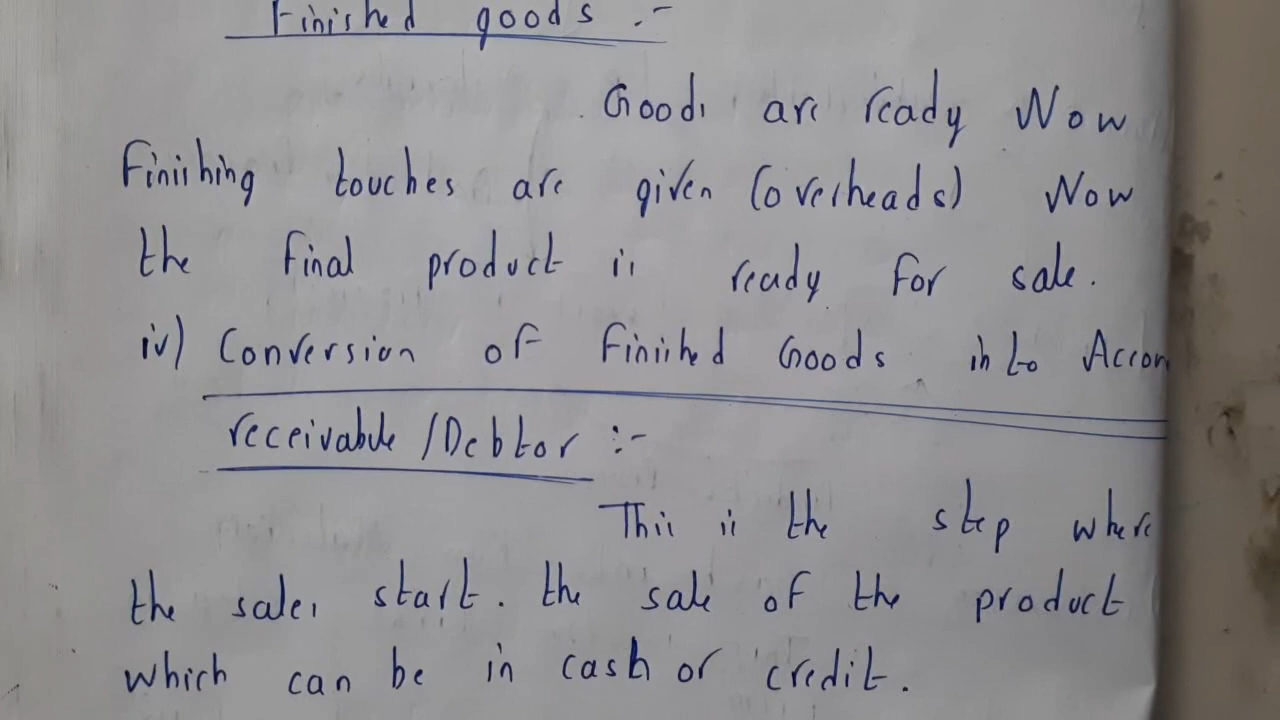 Finished goods :-
Goods are ready Now
Finishing touches are given (overheads) Now
the final product is ready for sale.
iv) Conversion of Finished Goods into Accoun
receivable / Debtor :-
This is the step where
the sales start. the sale of the product
which can be in cash or credit.